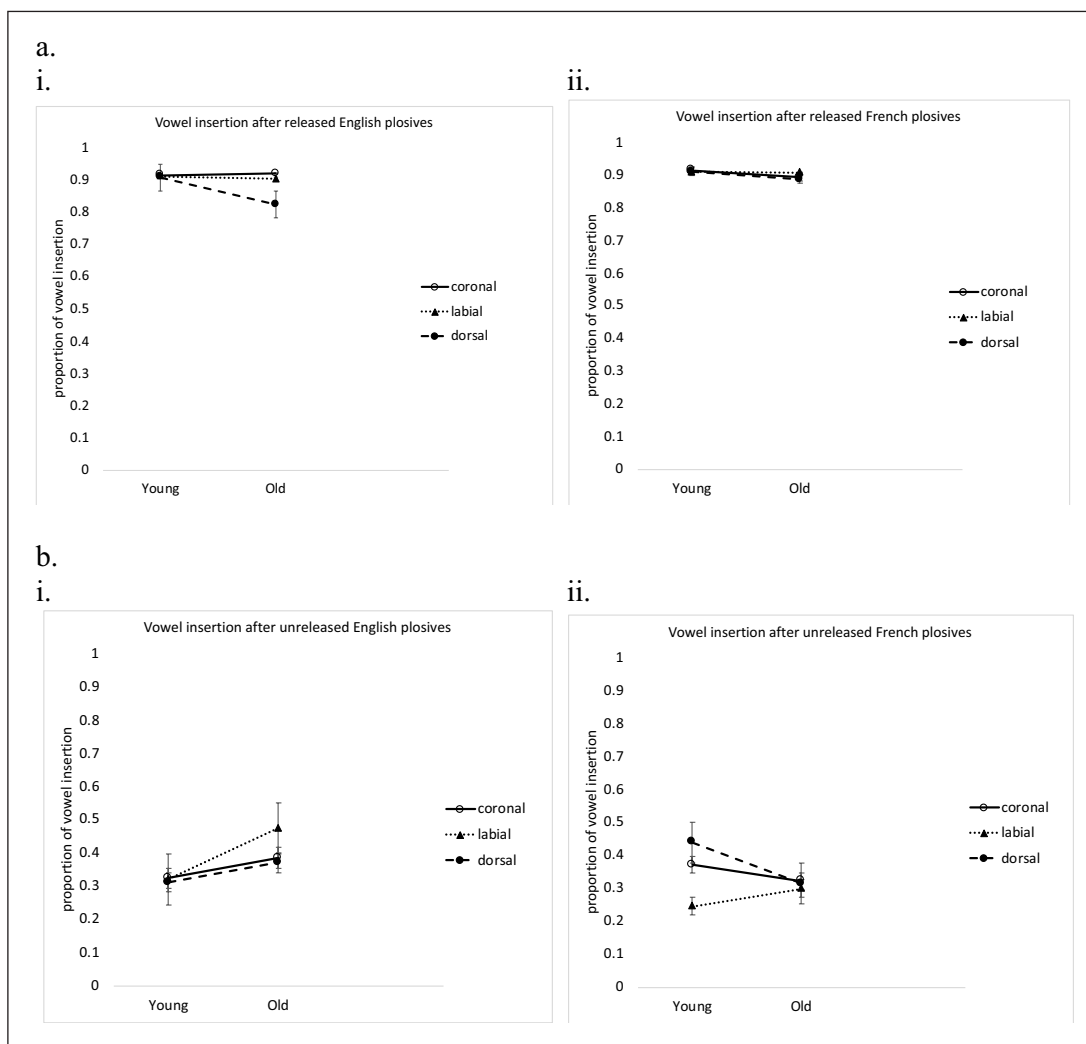 a.
i.
Vowel insertion after released English plosives
proportion of vowel insertion
1
0.9
0.8
0.7
0.6
0.5
0.4
0.3
0.2
0.1
0
Young Old
coronal
labial
dorsal
ii.
Vowel insertion after released French plosives
proportion of vowel insertion
1
0.9
0.8
0.7
0.6
0.5
0.4
0.3
0.2
0.1
0
Young Old
coronal
labial
dorsal
b.
i.
Vowel insertion after unreleased English plosives
proportion of vowel insertion
1
0.9
0.8
0.7
0.6
0.5
0.4
0.3
0.2
0.1
0
Young Old
coronal
labial
dorsal
ii.
Vowel insertion after unreleased French plosives
proportion of vowel insertion
1
0.9
0.8
0.7
0.6
0.5
0.4
0.3
0.2
0.1
0
Young Old
coronal
labial
dorsal